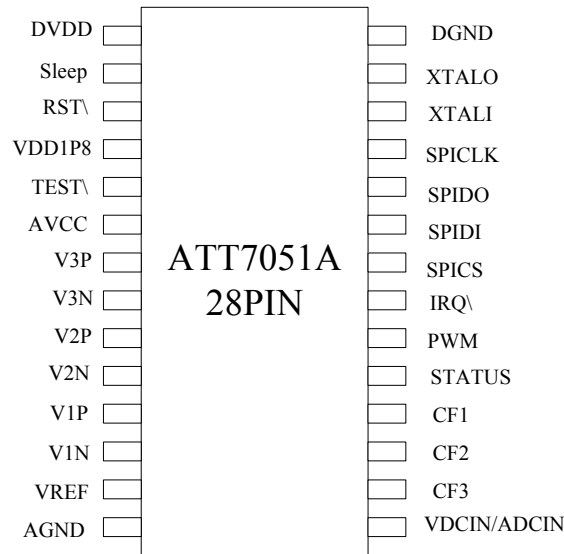 DVDD
Sleep
RST\
VDD1P8
TEST\
AVCC
V3P
V3N
V2P
V2N
V1P
V1N
VREF
AGND
ATT7051A
28PIN
DGND
XTALO
XTALI
SPICLK
SPIDO
SPIDI
SPICS
IRQ\
PWM
STATUS
CF1
CF2
CF3
VDCIN/ADCIN